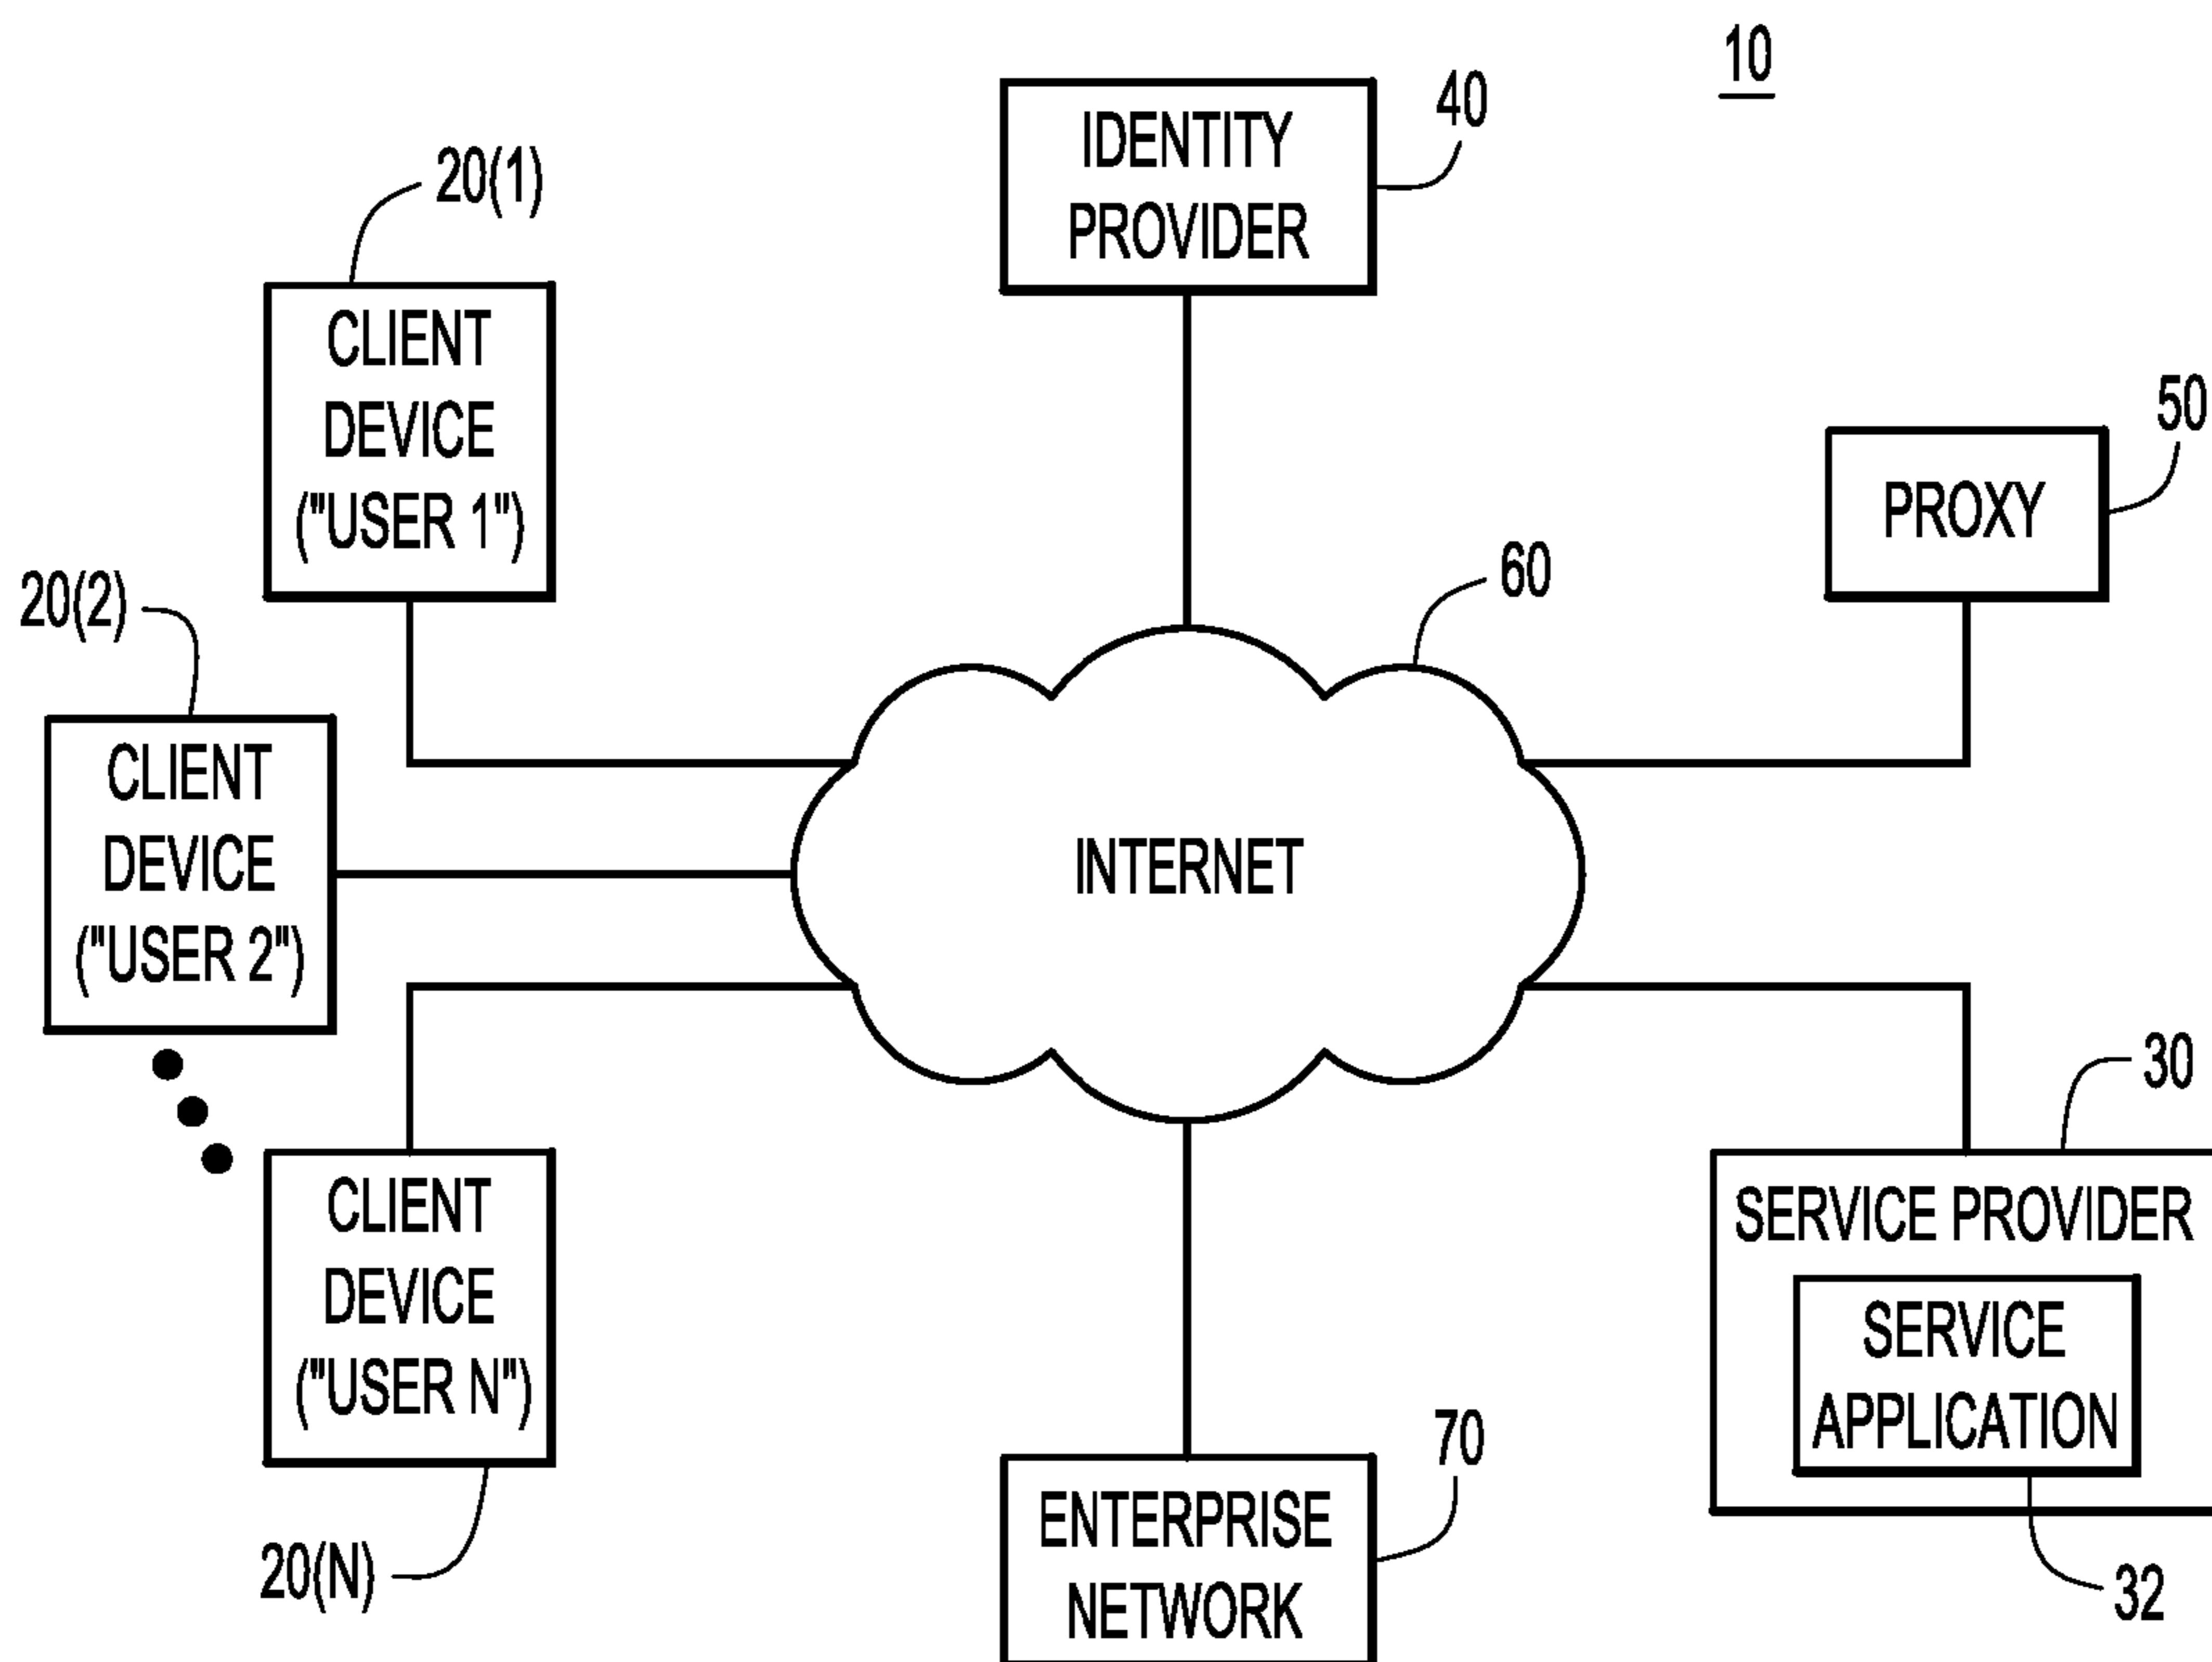 10
IDENTITY
PROVIDER
40
20(1)
CLIENT
DEVICE
("USER 1")
PROXY
50
20(2)
CLIENT
DEVICE
("USER 2")
60
INTERNET
CLIENT
DEVICE
("USER N")
20(N)
30
SERVICE PROVIDER
SERVICE
APPLICATION
32
ENTERPRISE
NETWORK
70